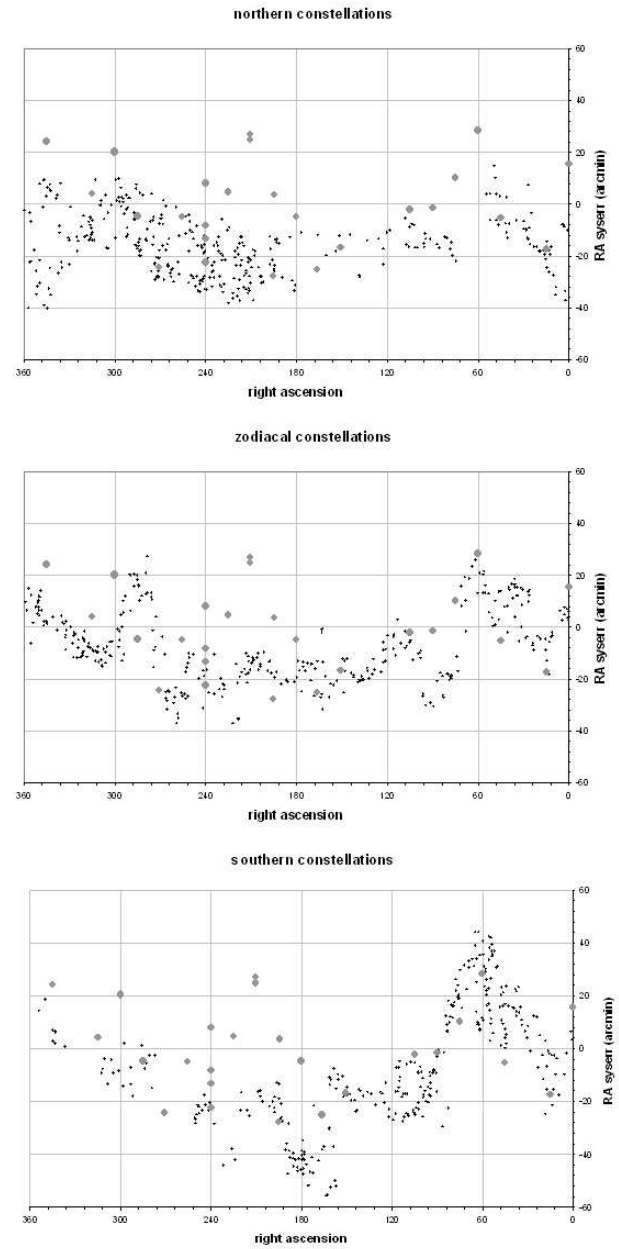 northern constellations
60
40
20
0
-20
-40
-60
RA syserr (arcmin)
360 300 240 180 120 60 0
right ascension
zodiacal constellations
60
40
20
0
-20
-40
-60
RA syserr (arcmin)
360 300 240 180 120 60 0
right ascension
southern constellations
60
40
20
0
-20
-40
-60
RA syserr (arcmin)
360 300 240 180 120 60 0
right ascension